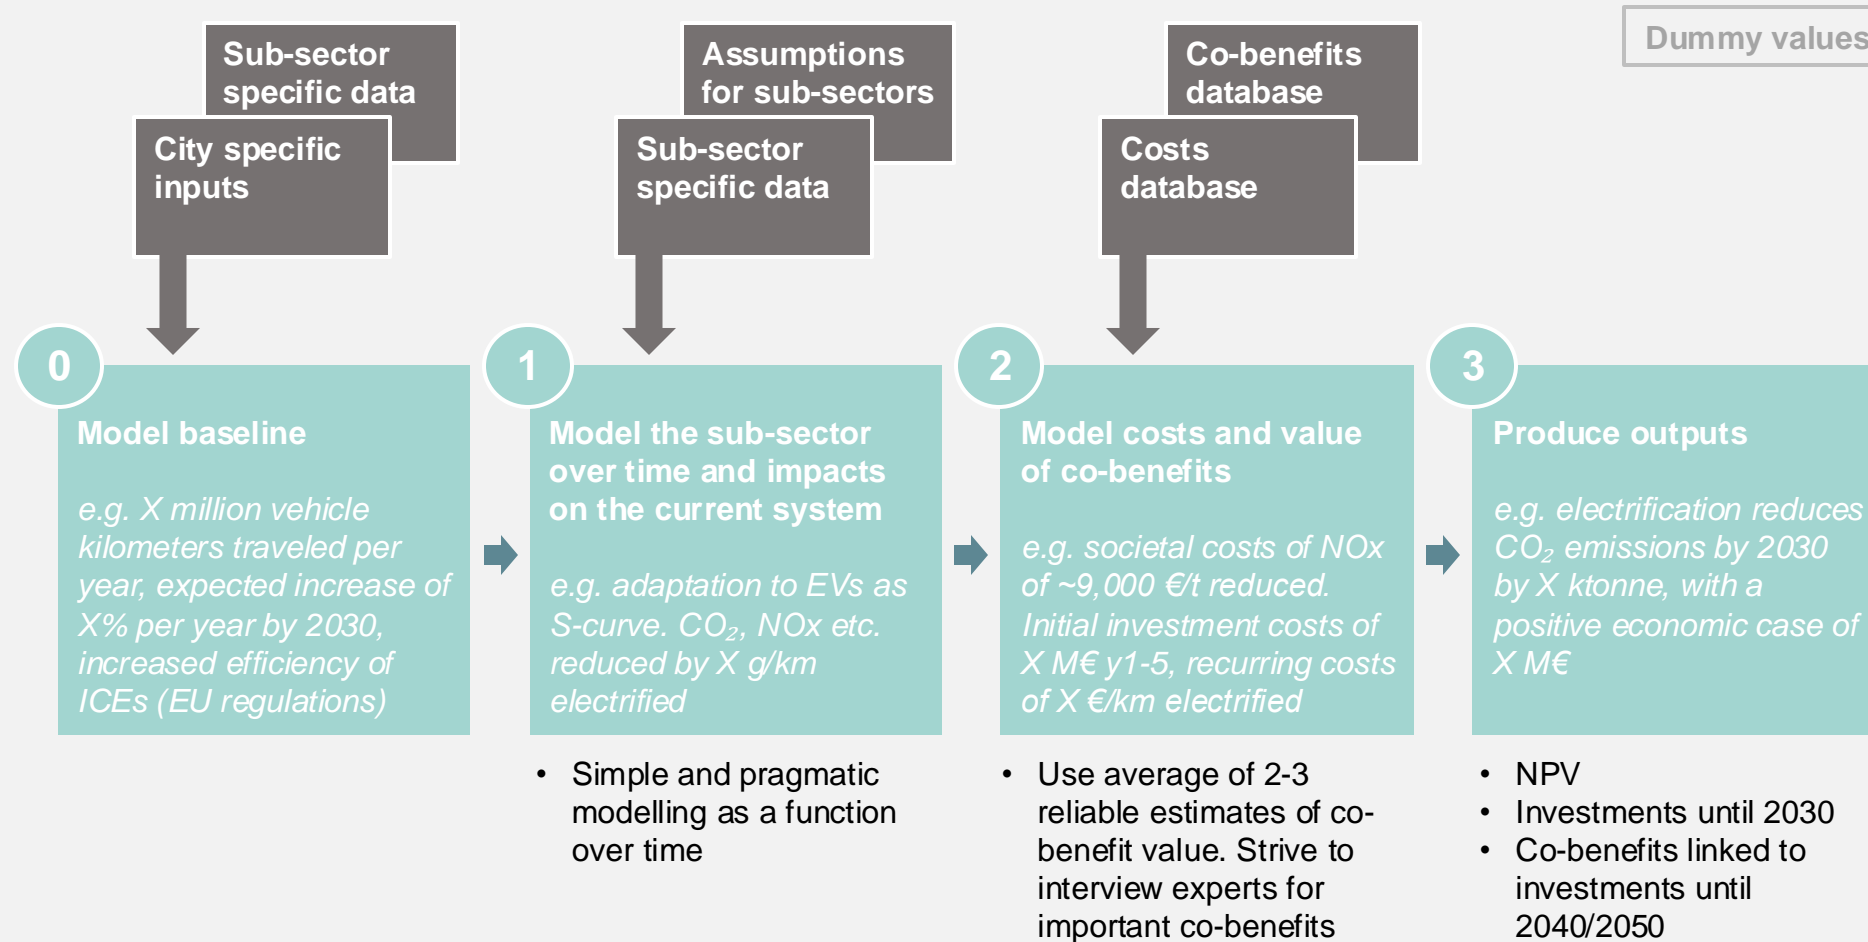 Dummy values
Sub-sector
specific data
City specific
inputs
Assumptions
for sub-sectors
Sub-sector
specific data
Co-benefits
database
Costs
database
0
Model baseline
e.g. X million vehicle
kilometers traveled per
year, expected increase of
X% per year by 2030,
increased efficiency of
ICEs (EU regulations)
1
Model the sub-sector
over time and impacts
on the current system
e.g. adaptation to EVs as
S-curve. CO₂, NOx etc.
reduced by X g/km
electrified
• Simple and pragmatic
modelling as a function
over time
2
Model costs and value
of co-benefits
e.g. societal costs of NOx
of ~9,000 €/t reduced.
Initial investment costs of
X M€ y1-5, recurring costs
of X €/km electrified
• Use average of 2-3
reliable estimates of co-
benefit value. Strive to
interview experts for
important co-benefits
3
Produce outputs
e.g. electrification reduces
CO₂ emissions by 2030
by X ktonne, with a
positive economic case of
X M€
• NPV
• Investments until 2030
• Co-benefits linked to
investments until
2040/2050